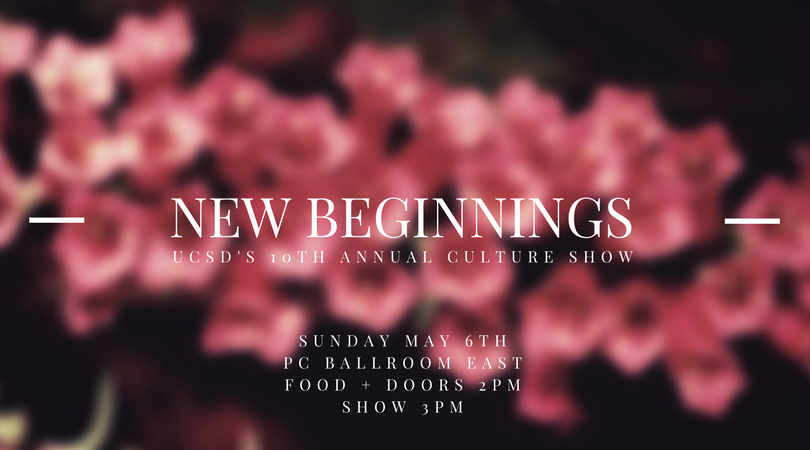 NEW BEGINNINGS
UCSD'S 10TH ANNUAL CULTURE SHOW
SUNDAY MAY 6TH
PC BALLROOM EAST
FOOD + DOORS 2PM
SHOW 3PM